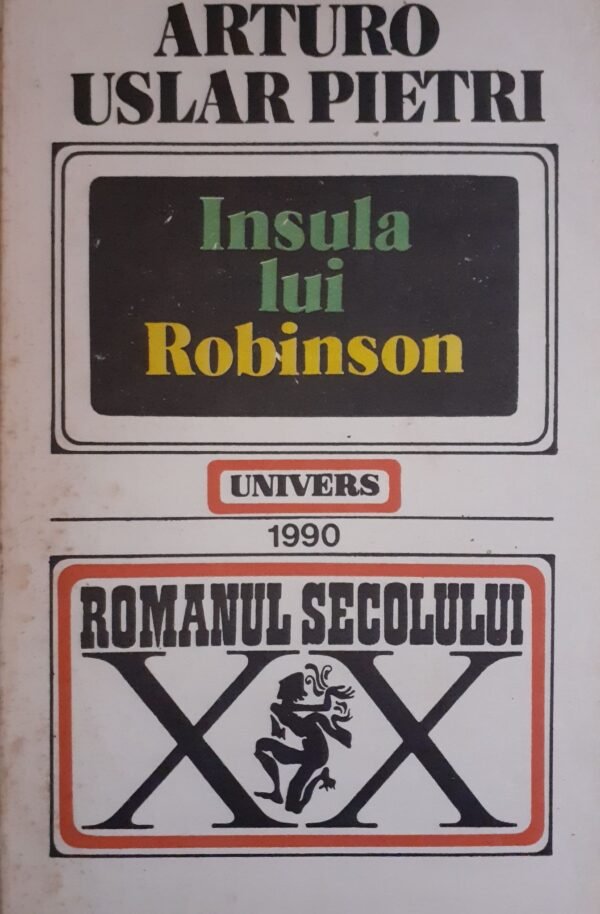 ARTURO
USLAR PIETRI
Insula
lui
Robinson
UNIVERS
1990
ROMANUL SECOLULUI
XX